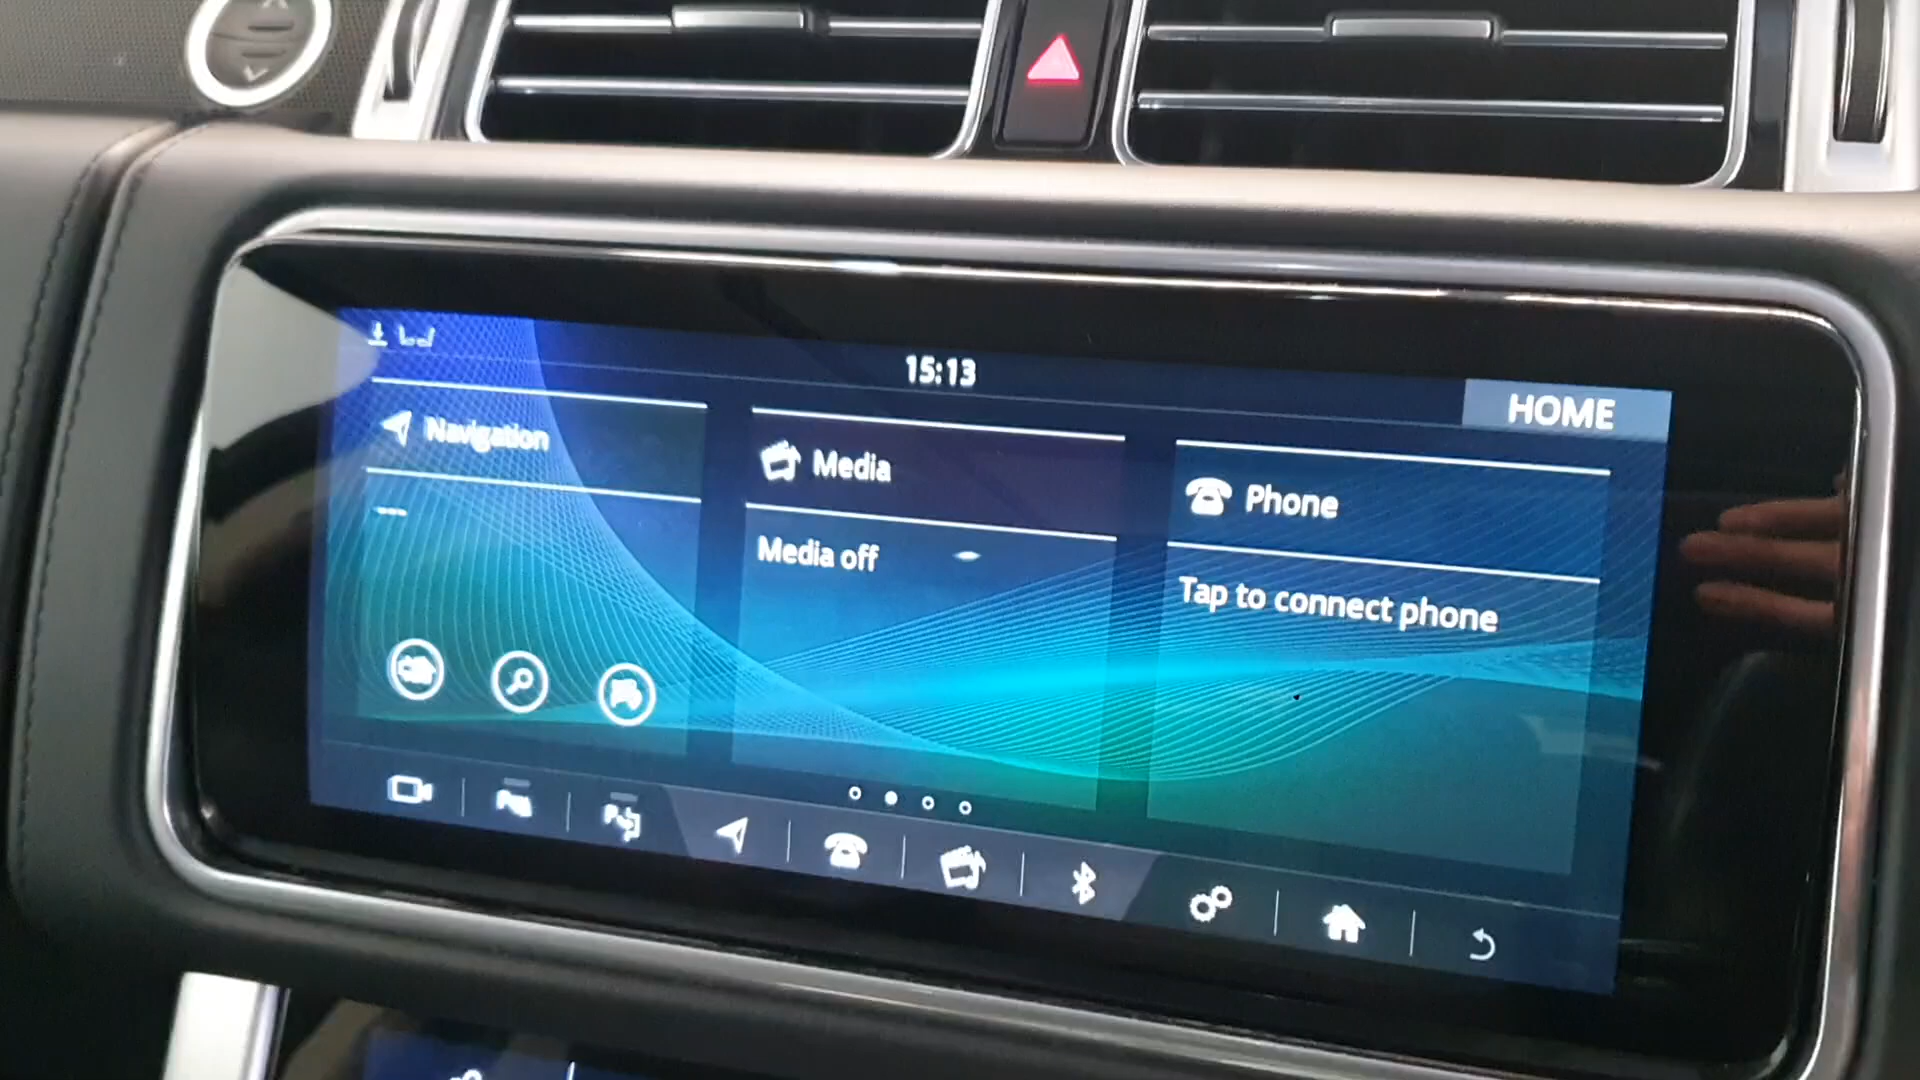 15:13
HOME
Navigation
---
Media
Media off
Phone
Tap to connect phone